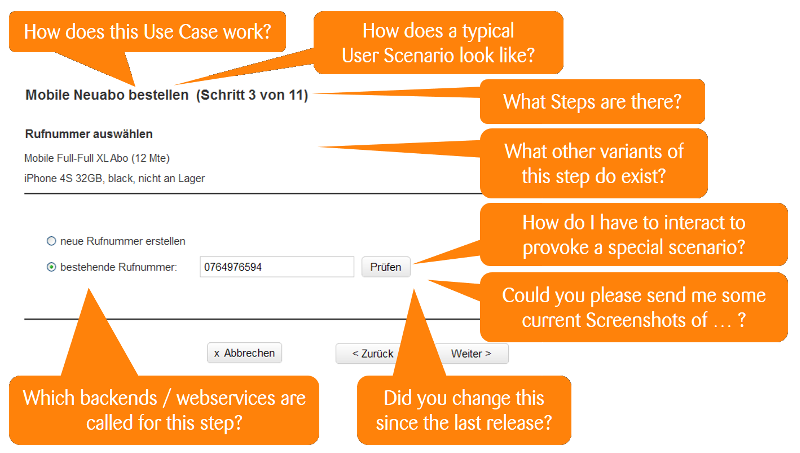 How does this Use Case work?
How does a typical
User Scenario look like?
Mobile Neuabo bestellen (Schritt 3 von 11)
What Steps are there?
Rufnummer auswählen
Mobile Full-Full XL Abo (12 Mte)
iPhone 4S 32GB, black, nicht an Lager
What other variants of
this step do exist?
How do I have to interact to
provoke a special scenario?
neue Rufnummer erstellen
bestehende Rufnummer: 0764976594 Prüfen
Could you please send me some
current Screenshots of … ?
x Abbrechen < Zurück Weiter >
Which backends / webservices are
called for this step?
Did you change this
since the last release?